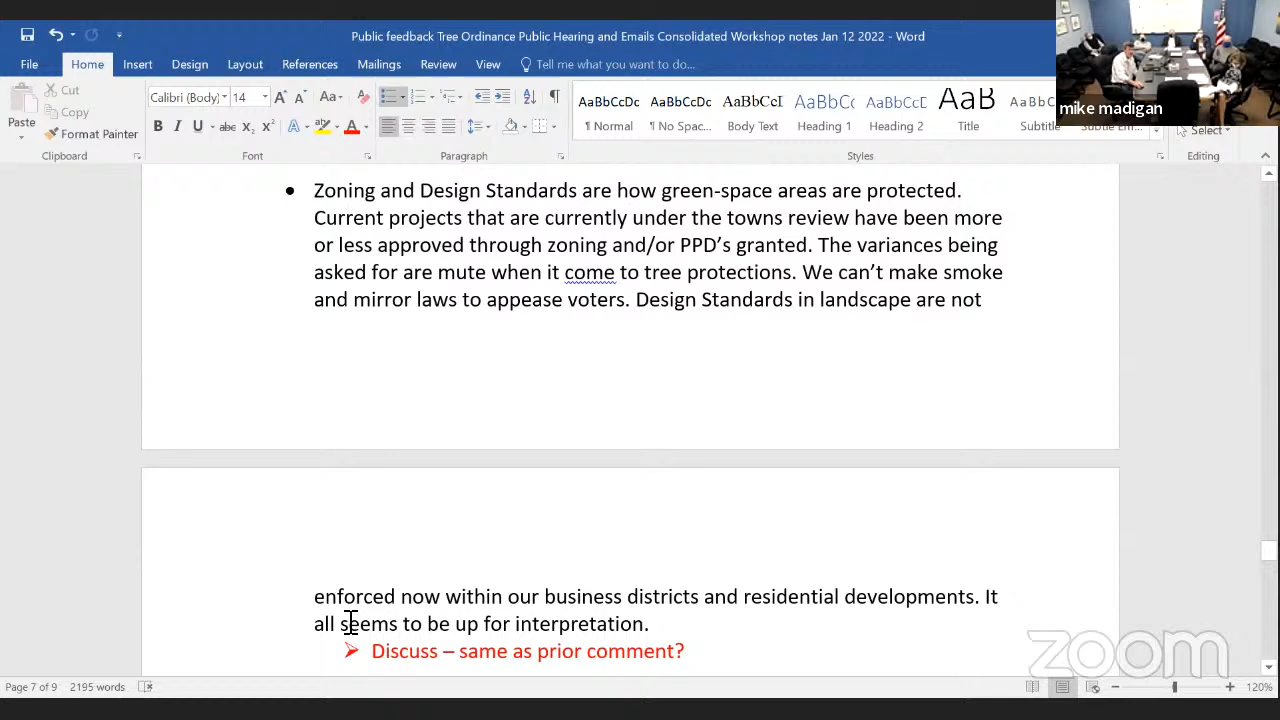 Public feedback Tree Ordinance Public Hearing and Emails Consolidated Workshop notes Jan 12 2022 - Word
File Home Insert Design Layout References Mailings Review View Tell me what you want to do...
mike madigan
Paste Cut Copy Format Painter
Calibri (Body) 14
AaBbCcDc AaBbCcDc AaBbCcI AaBbCc AaBbCcD AaB AaBbC
¶ Normal ¶ No Spac... Body Text Heading 1 Heading 2 Title Subtitle Select
Clipboard Font Paragraph Styles Editing
• Zoning and Design Standards are how green-space areas are protected.
Current projects that are currently under the towns review have been more
or less approved through zoning and/or PPD’s granted. The variances being
asked for are mute when it come to tree protections. We can’t make smoke
and mirror laws to appease voters. Design Standards in landscape are not
enforced now within our business districts and residential developments. It
all seems to be up for interpretation.
➢ Discuss – same as prior comment?
zoom
Page 7 of 9 2195 words 120%